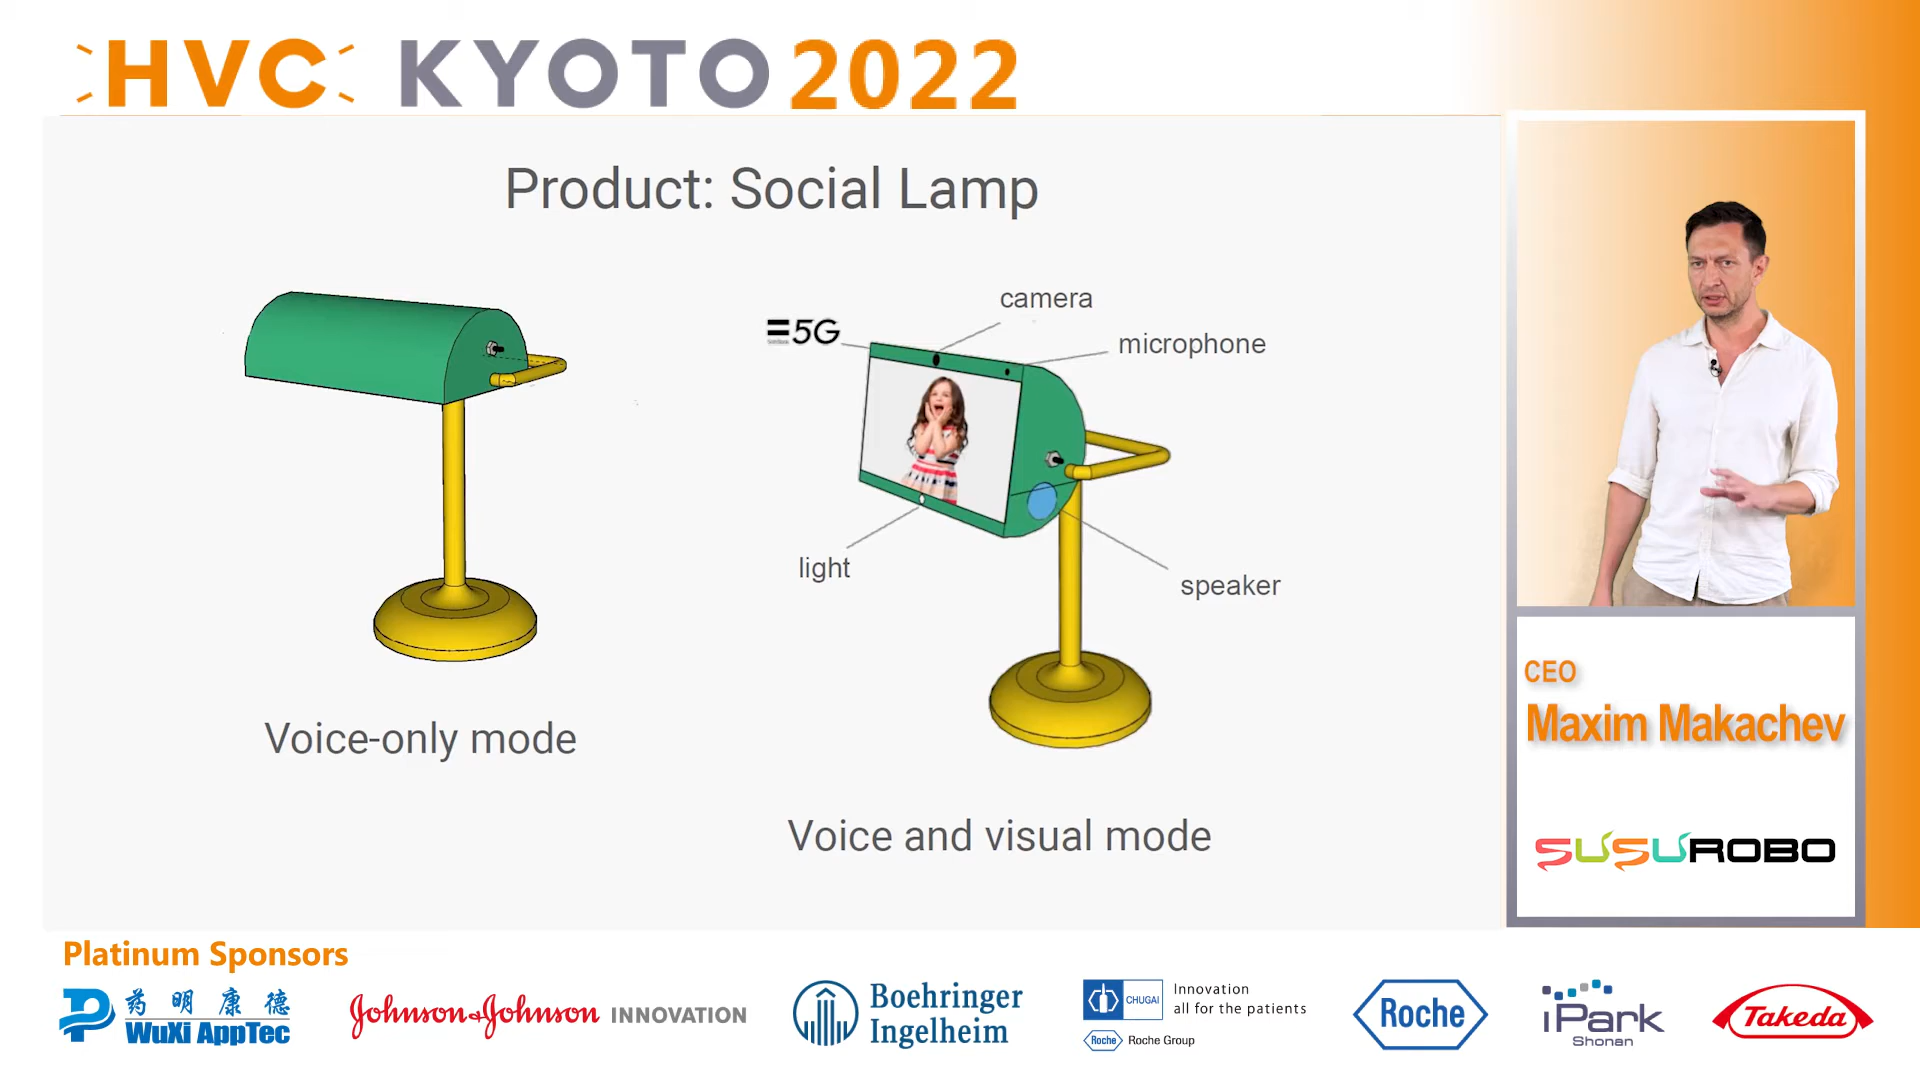 HVC KYOTO 2022
Product: Social Lamp
5G
camera
microphone
light
speaker
Voice-only mode
Voice and visual mode
CEO
Maxim Makachev
SUSUROBO
Platinum Sponsors
药明康德
WuXi AppTec
Johnson & Johnson INNOVATION
Boehringer
Ingelheim
CHUGAI
Innovation
all for the patients
Roche
Roche Group
Roche
iPark
Shonan
Takeda